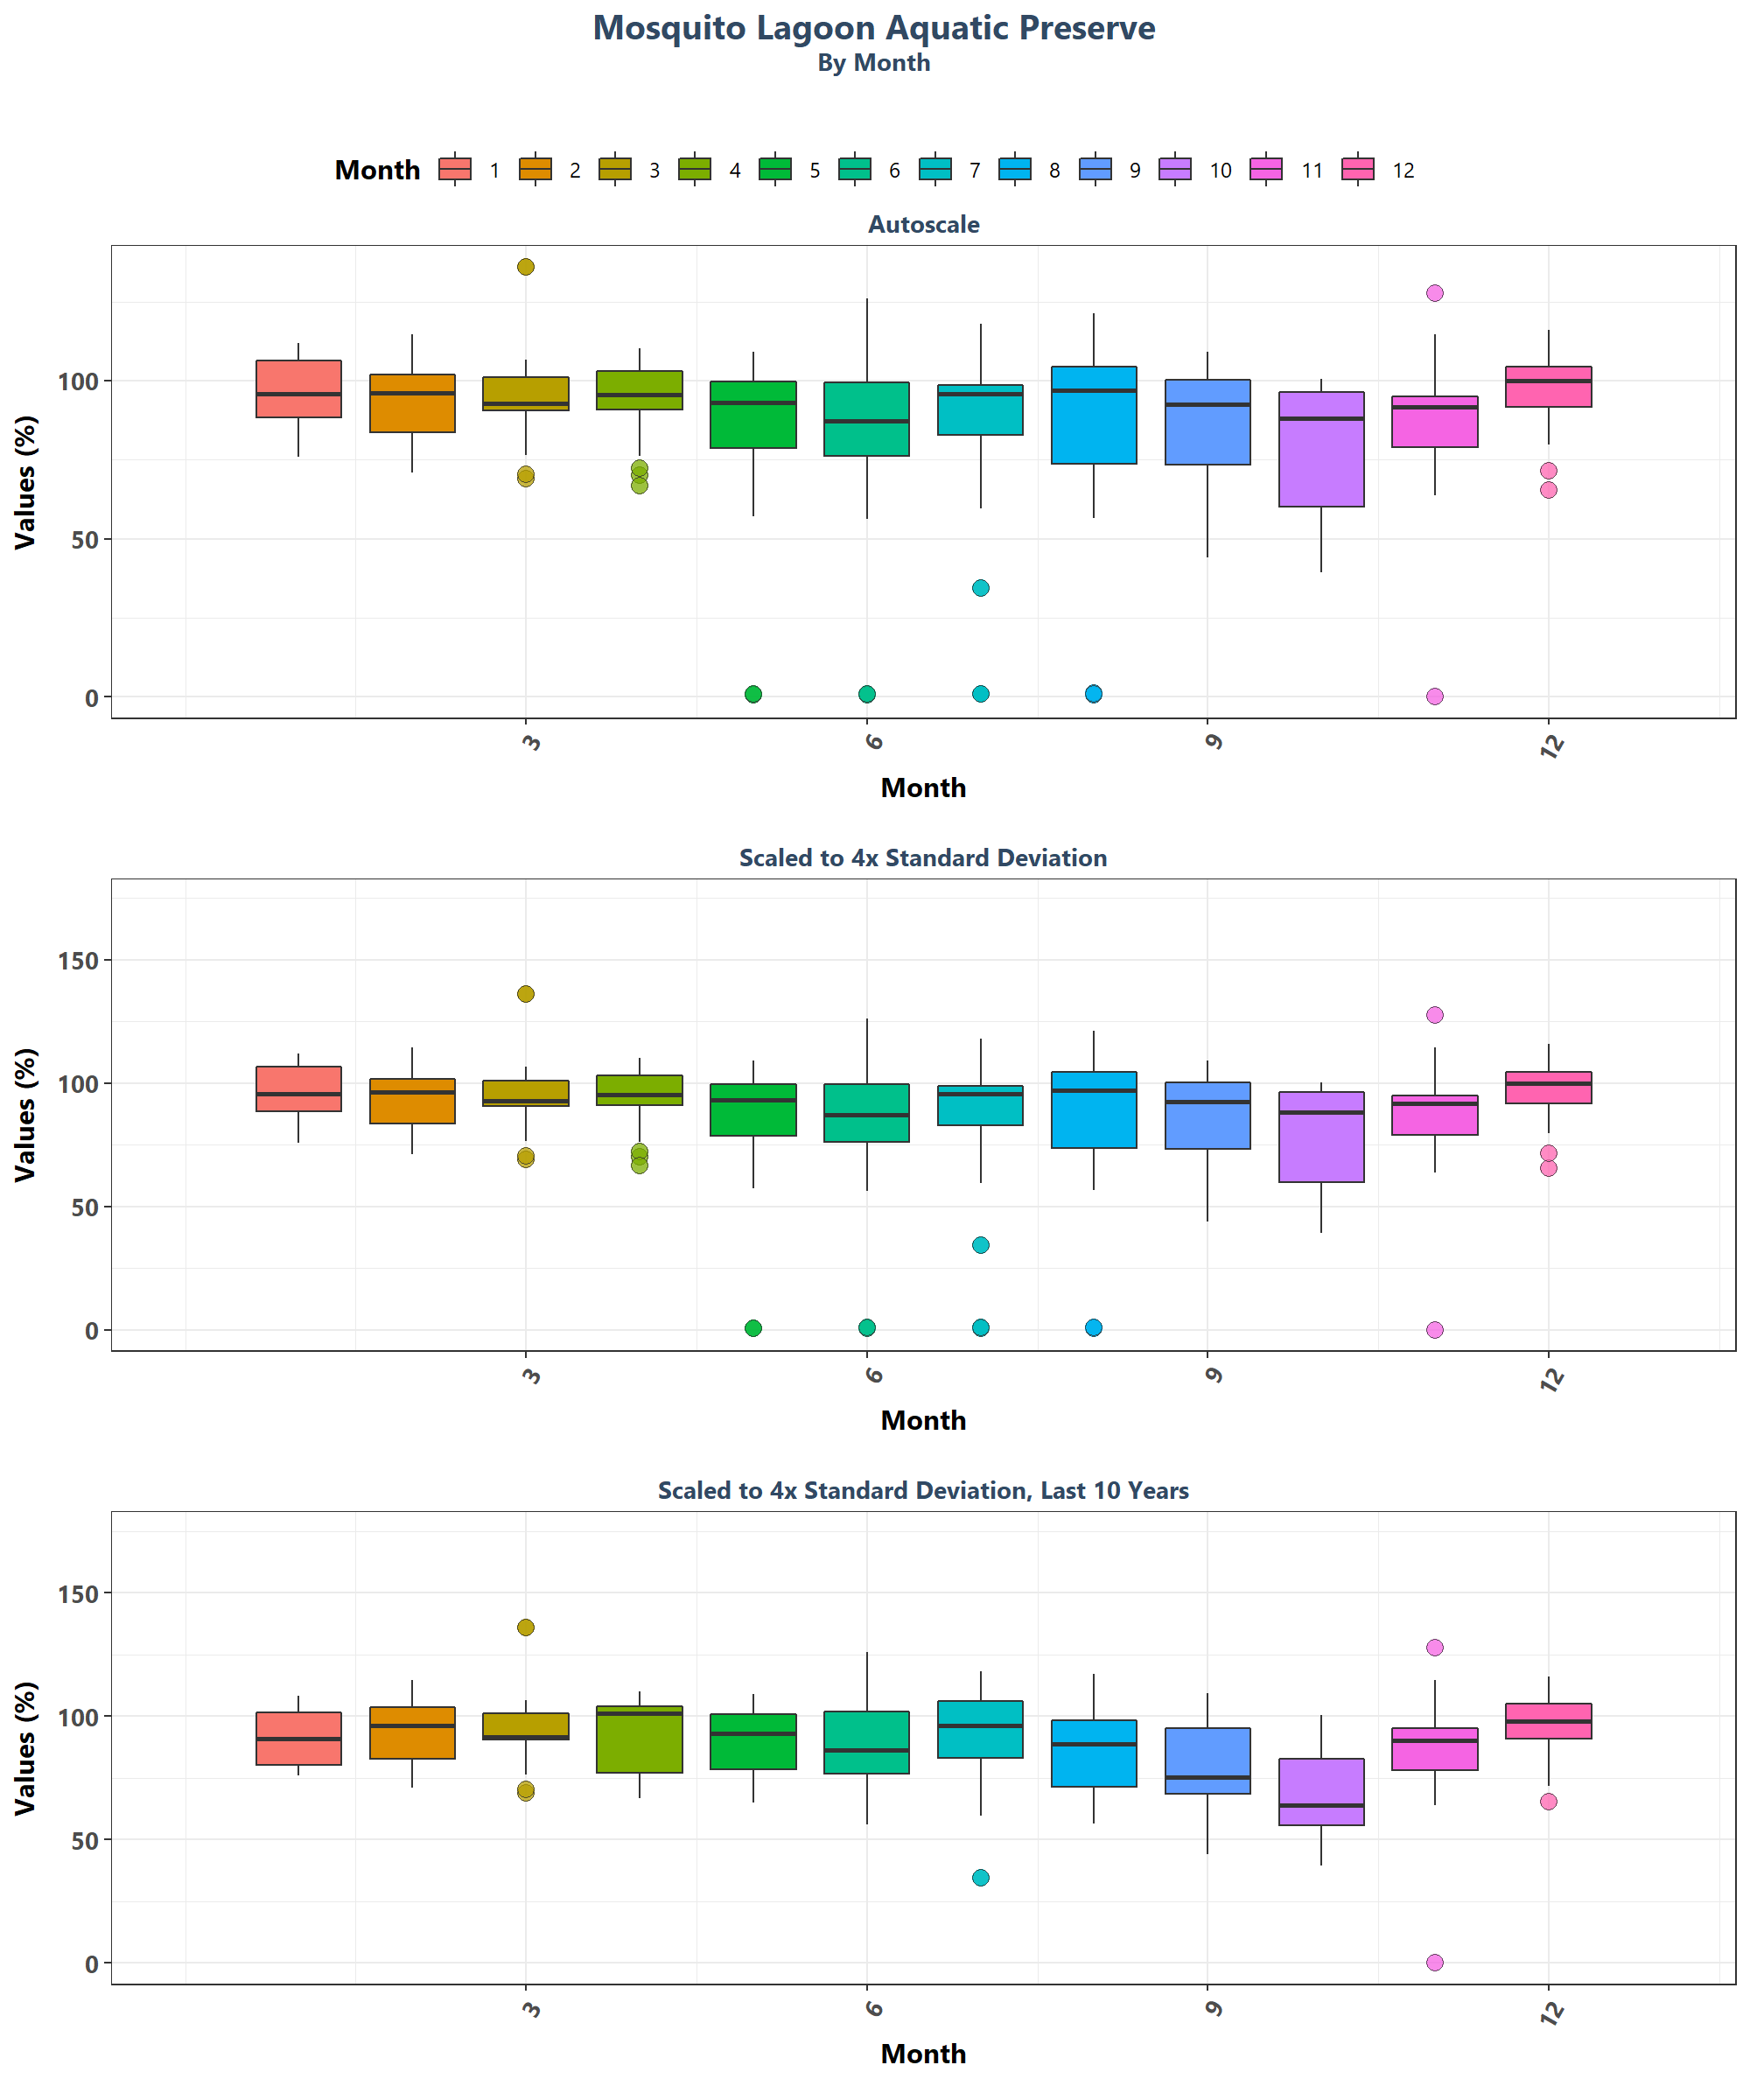 Mosquito Lagoon Aquatic Preserve
By Month
Month 1 2 3 4 5 6 7 8 9 10 11 12
Autoscale
Values (%)
100
50
0
3 6 9 12
Month
Scaled to 4x Standard Deviation
Values (%)
150
100
50
0
3 6 9 12
Month
Scaled to 4x Standard Deviation, Last 10 Years
Values (%)
150
100
50
0
3 6 9 12
Month